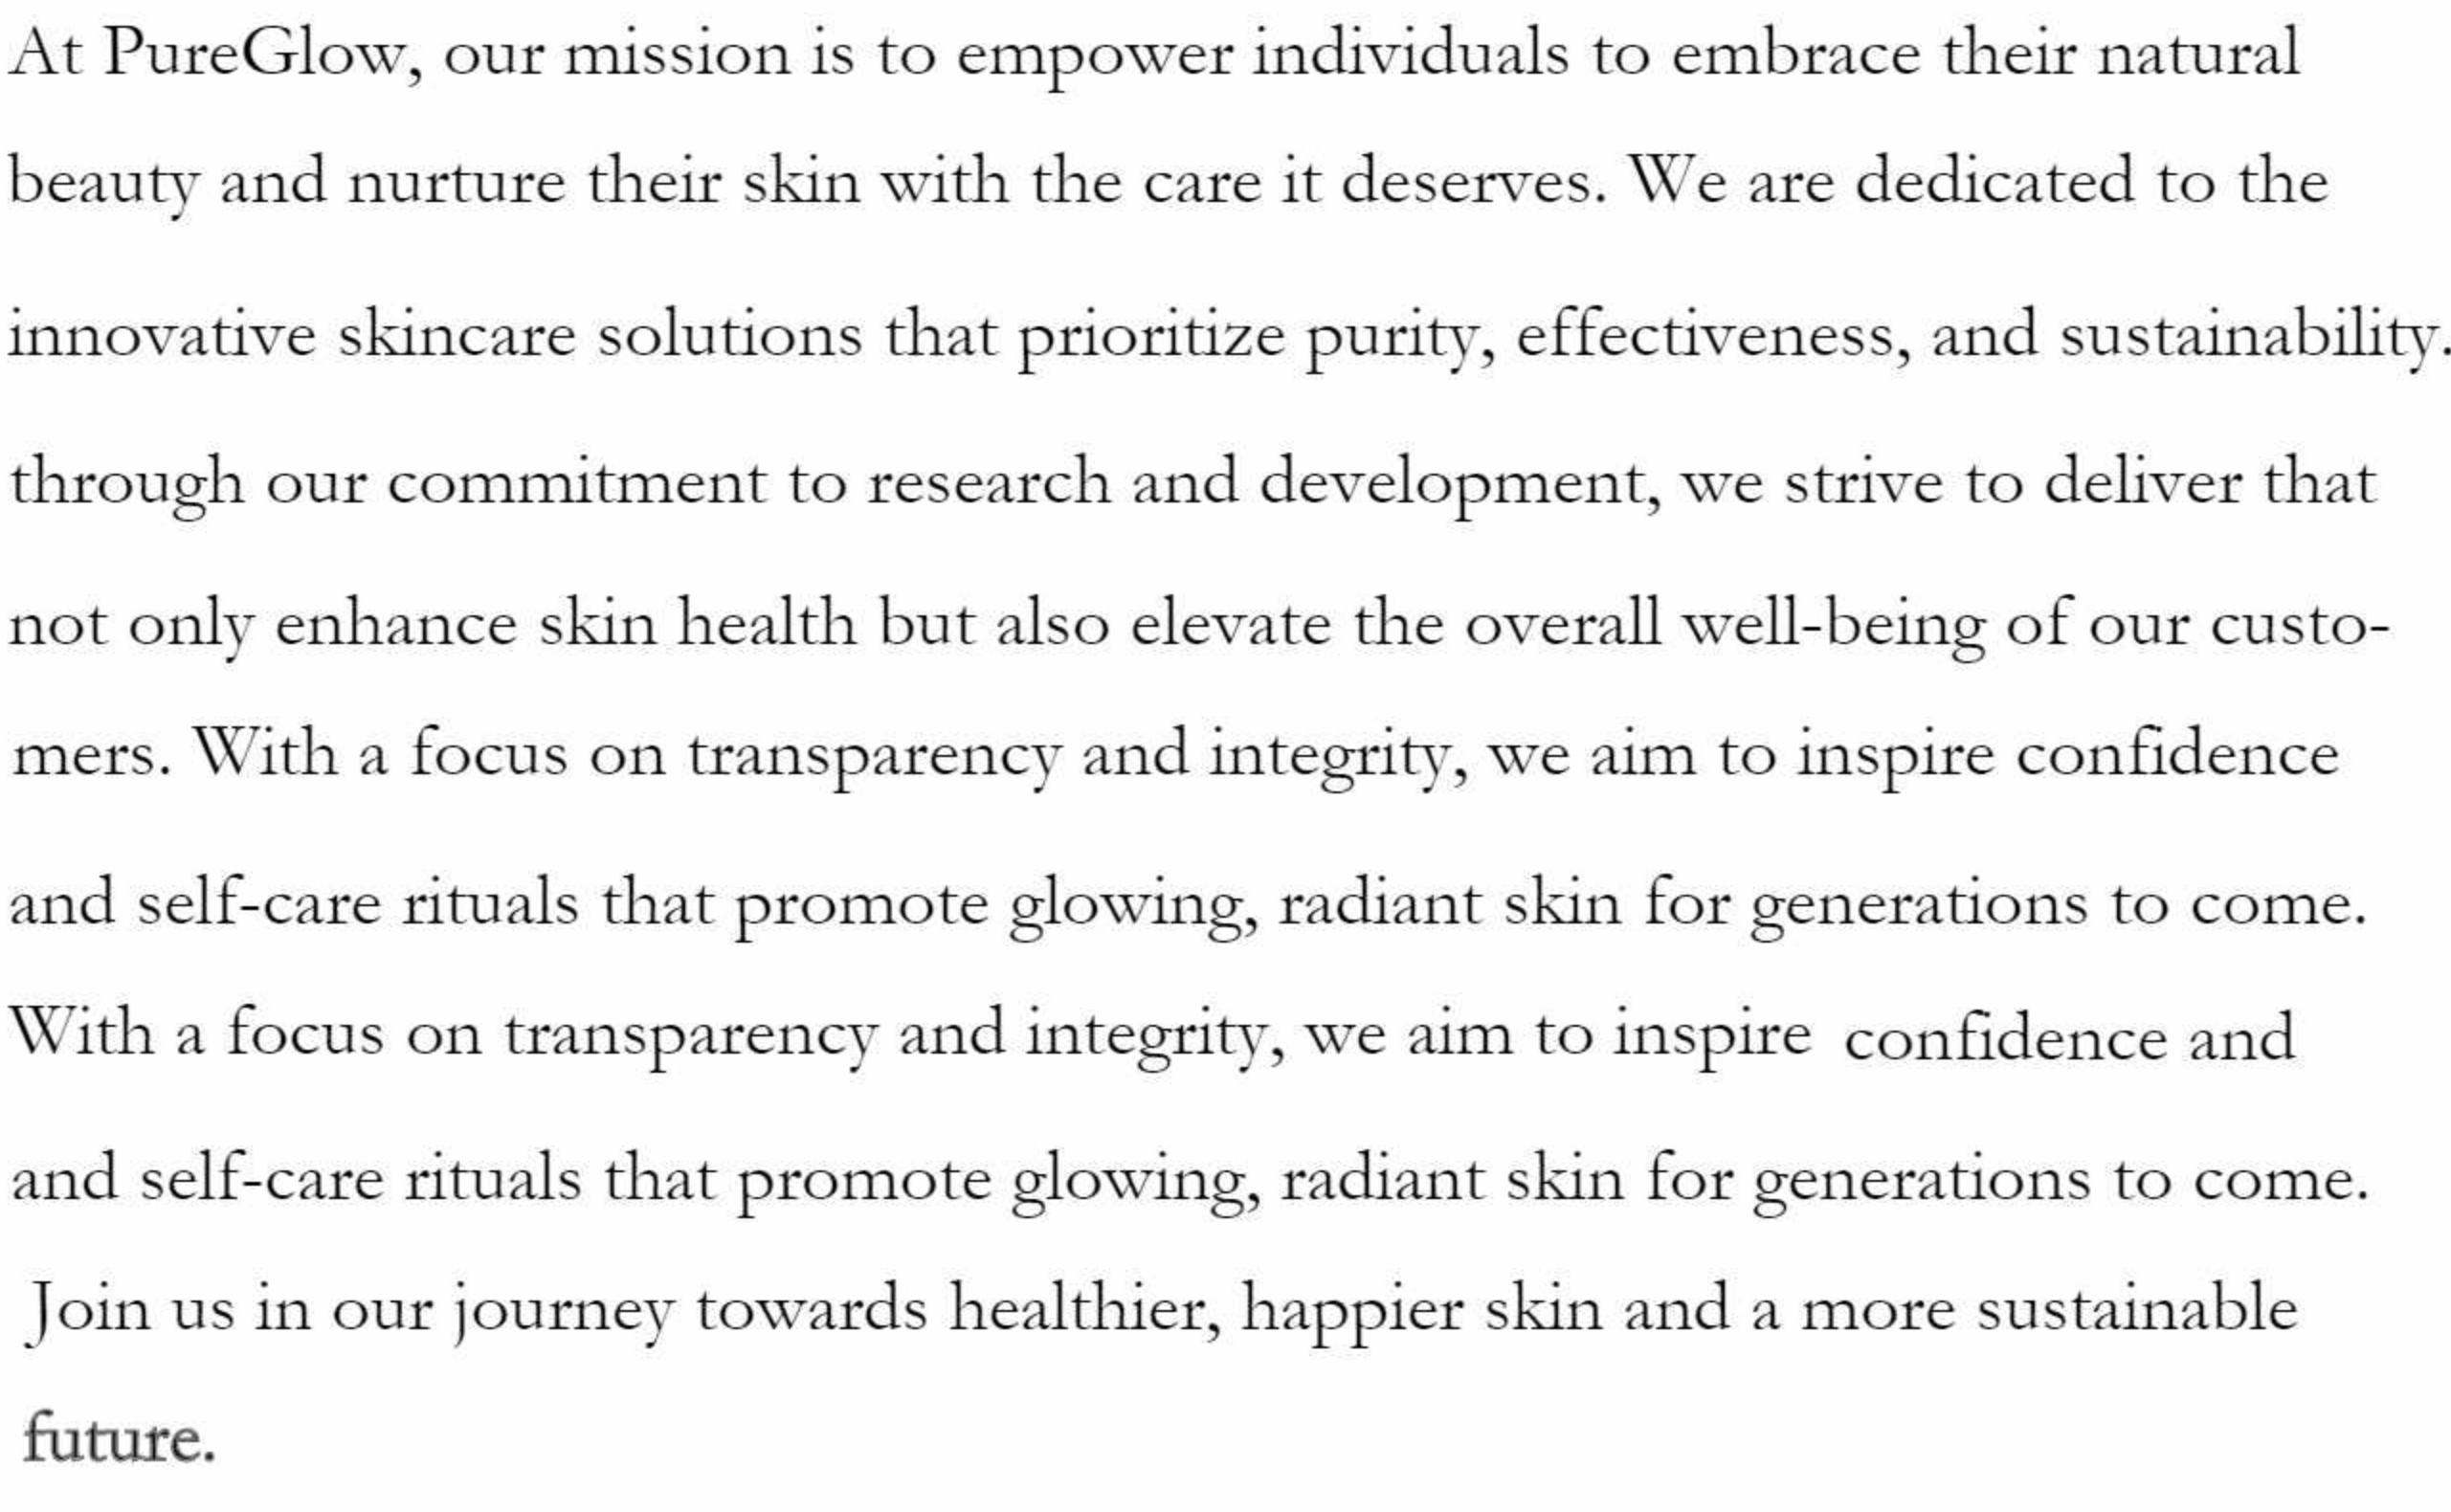 At PureGlow, our mission is to empower individuals to embrace their natural
beauty and nurture their skin with the care it deserves. We are dedicated to the
innovative skincare solutions that prioritize purity, effectiveness, and sustainability.
through our commitment to research and development, we strive to deliver that
not only enhance skin health but also elevate the overall well-being of our custo-
mers. With a focus on transparency and integrity, we aim to inspire confidence
and self-care rituals that promote glowing, radiant skin for generations to come.
With a focus on transparency and integrity, we aim to inspire confidence and
and self-care rituals that promote glowing, radiant skin for generations to come.
Join us in our journey towards healthier, happier skin and a more sustainable
future.